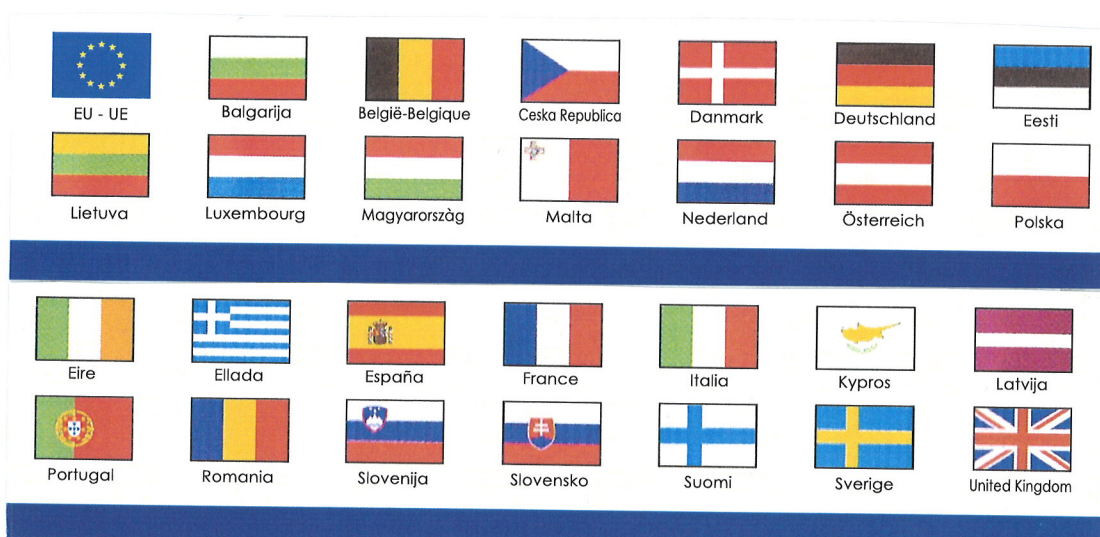 EU - UE
Balgarija
België-Belgique
Ceska Republica
Danmark
Deutschland
Eesti
Lietuva
Luxembourg
Magyarorszàg
Malta
Nederland
Österreich
Polska
Eire
Ellada
España
France
Italia
Kypros
Latvija
Portugal
Romania
Slovenija
Slovensko
Suomi
Sverige
United Kingdom